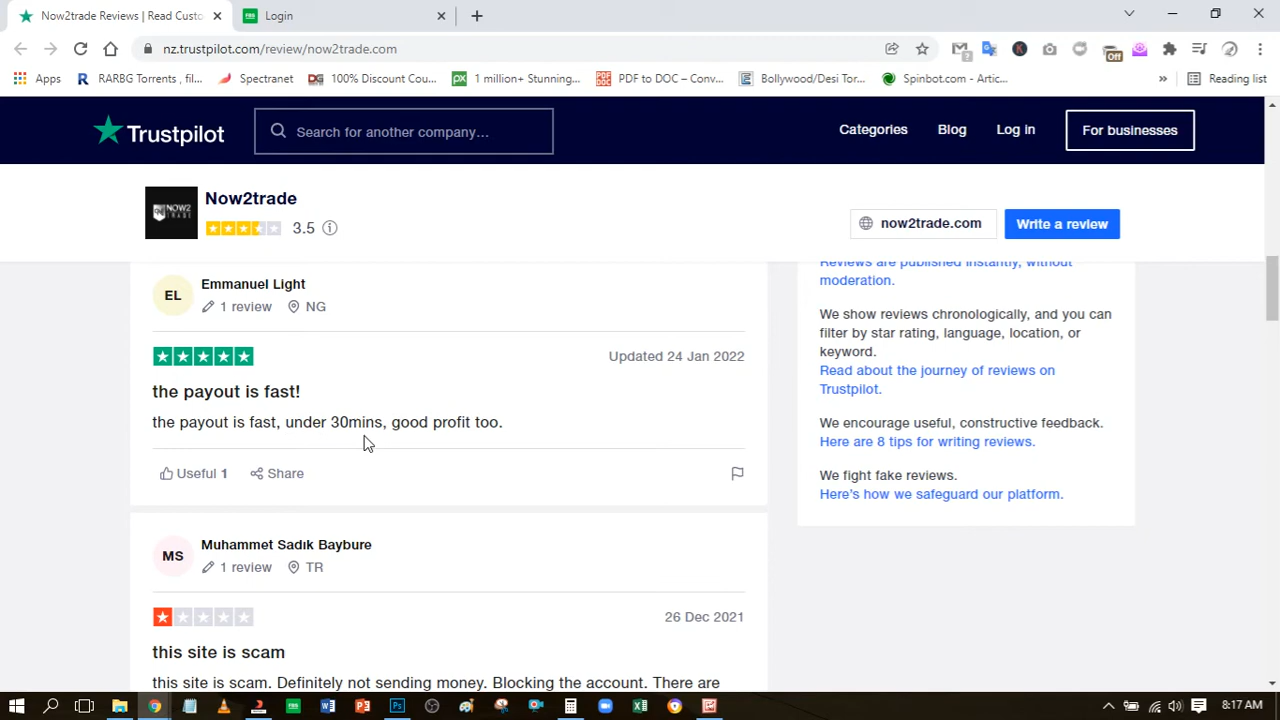 Now2trade Reviews | Read Custo
Login
nz.trustpilot.com/review/now2trade.com
Off
Apps
RARBG Torrents , fil...
Spectranet
100% Discount Cou...
1 million+ Stunning...
PDF to DOC – Conv...
Bollywood/Desi Tor...
Spinbot.com - Artic...
»
Reading list
Trustpilot
Search for another company...
Categories
Blog
Log in
For businesses
NOW2 TRADE
Now2trade
3.5
now2trade.com
Write a review
EL
Emmanuel Light
1 review
NG
Updated 24 Jan 2022
the payout is fast!
the payout is fast, under 30mins, good profit too.
Useful 1
Share
MS
Muhammet Sadık Baybure
1 review
TR
26 Dec 2021
this site is scam
this site is scam. Definitely not sending money. Blocking the account. There are
Reviews are published instantly, without
moderation.
We show reviews chronologically, and you can
filter by star rating, language, location, or
keyword.
Read about the journey of reviews on
Trustpilot.
We encourage useful, constructive feedback.
Here are 8 tips for writing reviews.
We fight fake reviews.
Here's how we safeguard our platform.
8:17 AM